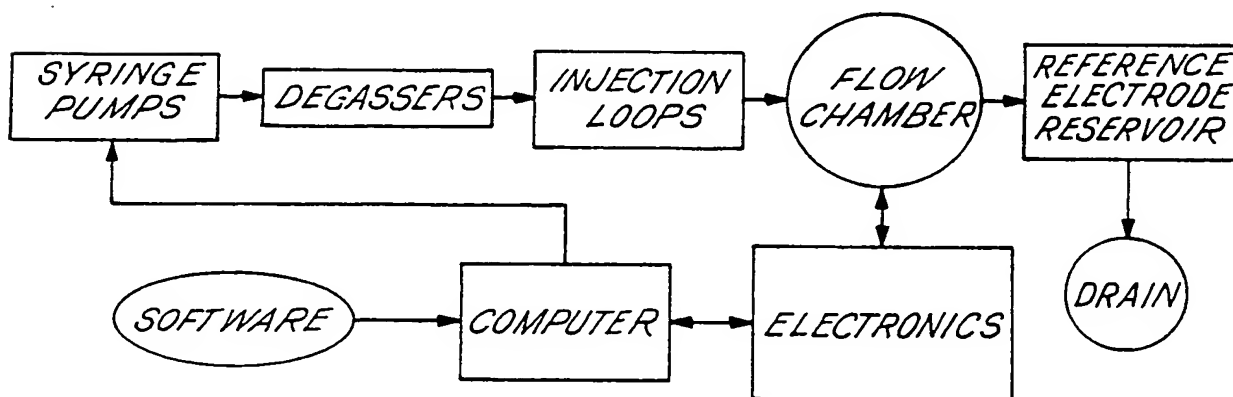 SYRINGE
PUMPS
DEGASSERS
INJECTION
LOOPS
FLOW
CHAMBER
REFERENCE
ELECTRODE
RESERVOIR
SOFTWARE
COMPUTER
ELECTRONICS
DRAIN